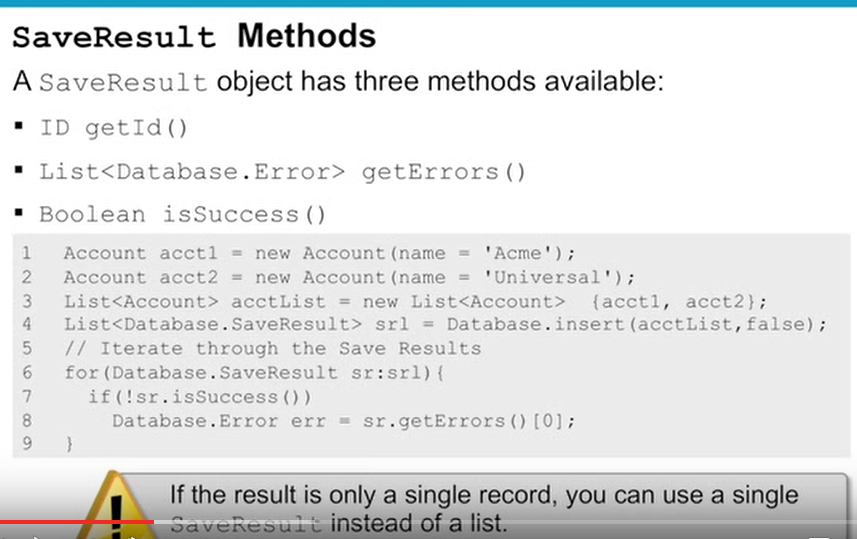 SaveResult Methods
A SaveResult object has three methods available:
▪ ID getId()
▪ List<Database.Error> getErrors()
▪ Boolean isSuccess()
1 Account acct1 = new Account(name = 'Acme');
2 Account acct2 = new Account(name = 'Universal');
3 List<Account> acctList = new List<Account> {acct1, acct2};
4 List<Database.SaveResult> srl = Database.insert(acctList,false);
5 // Iterate through the Save Results
6 for(Database.SaveResult sr:srl){
7 if(!sr.isSuccess())
8 Database.Error err = sr.getErrors()[0];
9 }
! If the result is only a single record, you can use a single
SaveResult instead of a list.